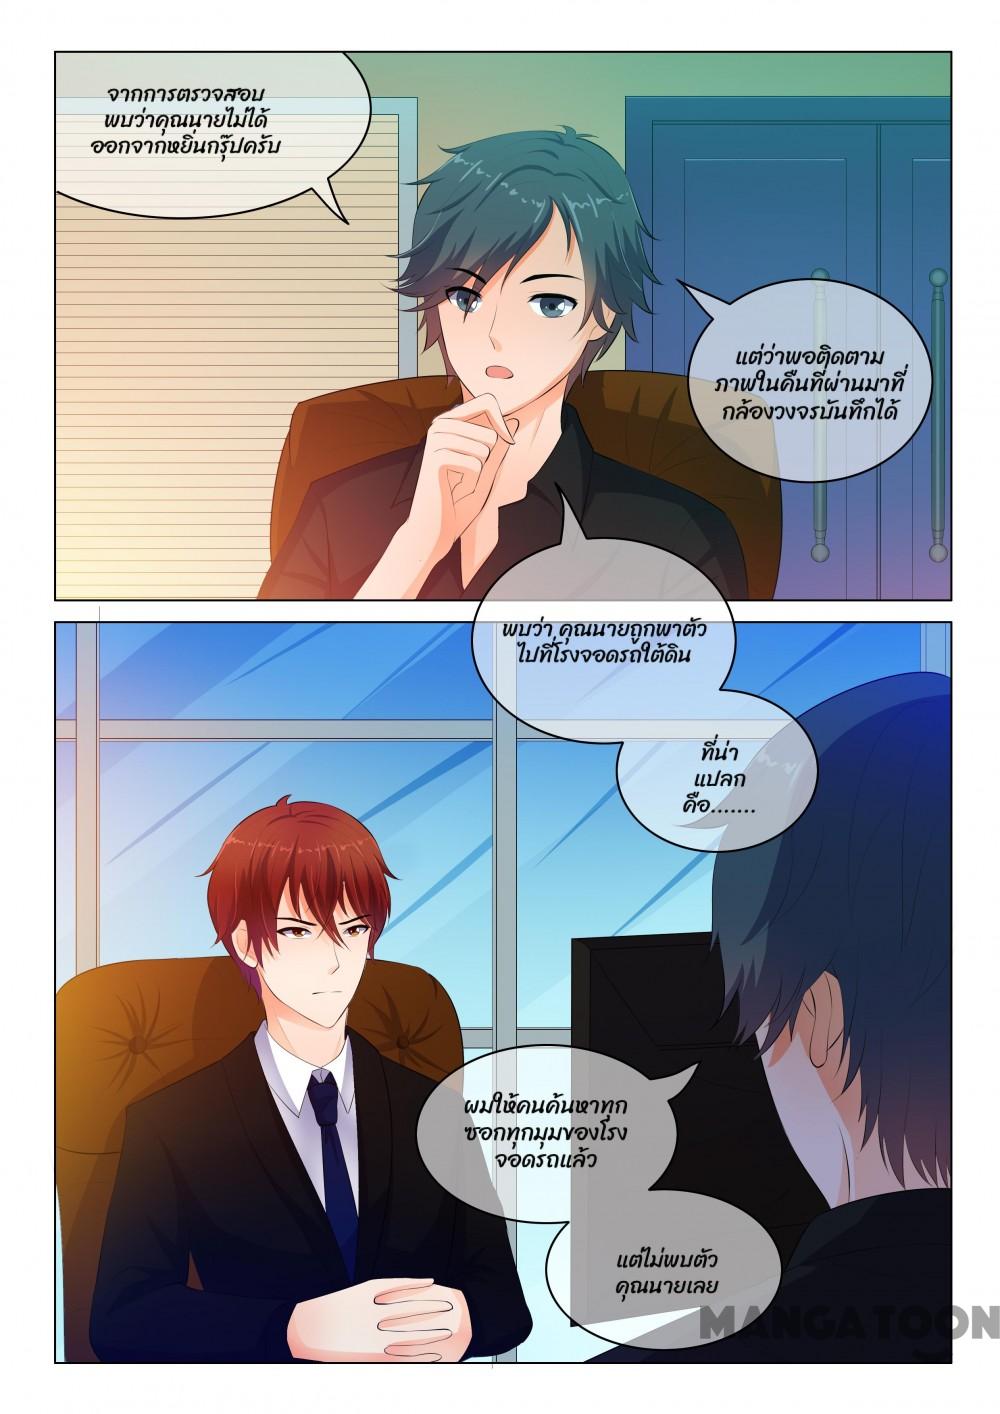 จากการตรวจสอบ
พบว่าคุณนายไม่ได้
ออกจากหยิ่นกรุ๊ปครับ
แต่ว่าพอติดตาม
ภาพในคืนที่ผ่านมาที่
กล้องวงจรบันทึกได้
พบว่า คุณนายถูกพาตัว
ไปที่โรงจอดรถใต้ดิน
ที่น่า
แปลก
คือ.......
ผมให้คนค้นหาทุก
ซอกทุกมุมของโรง
จอดรถแล้ว
แต่ไม่พบตัว
คุณนายเลย
MANGA TOON